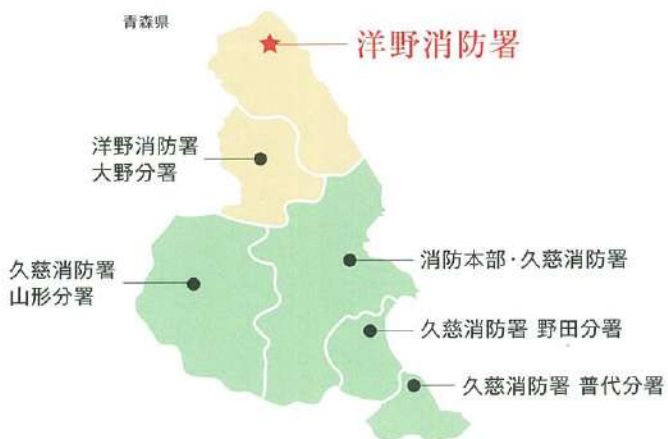 青森県
洋野消防署
洋野消防署
大野分署
久慈消防署
山形分署
消防本部・久慈消防署
久慈消防署 野田分署
久慈消防署 普代分署